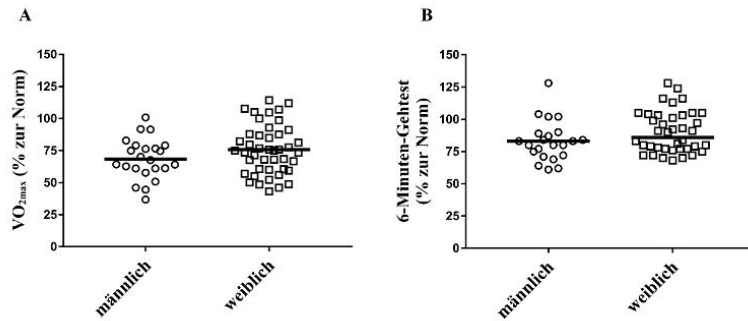 A
VO2max (% zur Norm)
150
125
100
75
50
25
0
männlich
weiblich
B
6-Minuten-Gehtest
(% zur Norm)
150
125
100
75
50
25
0
männlich
weiblich